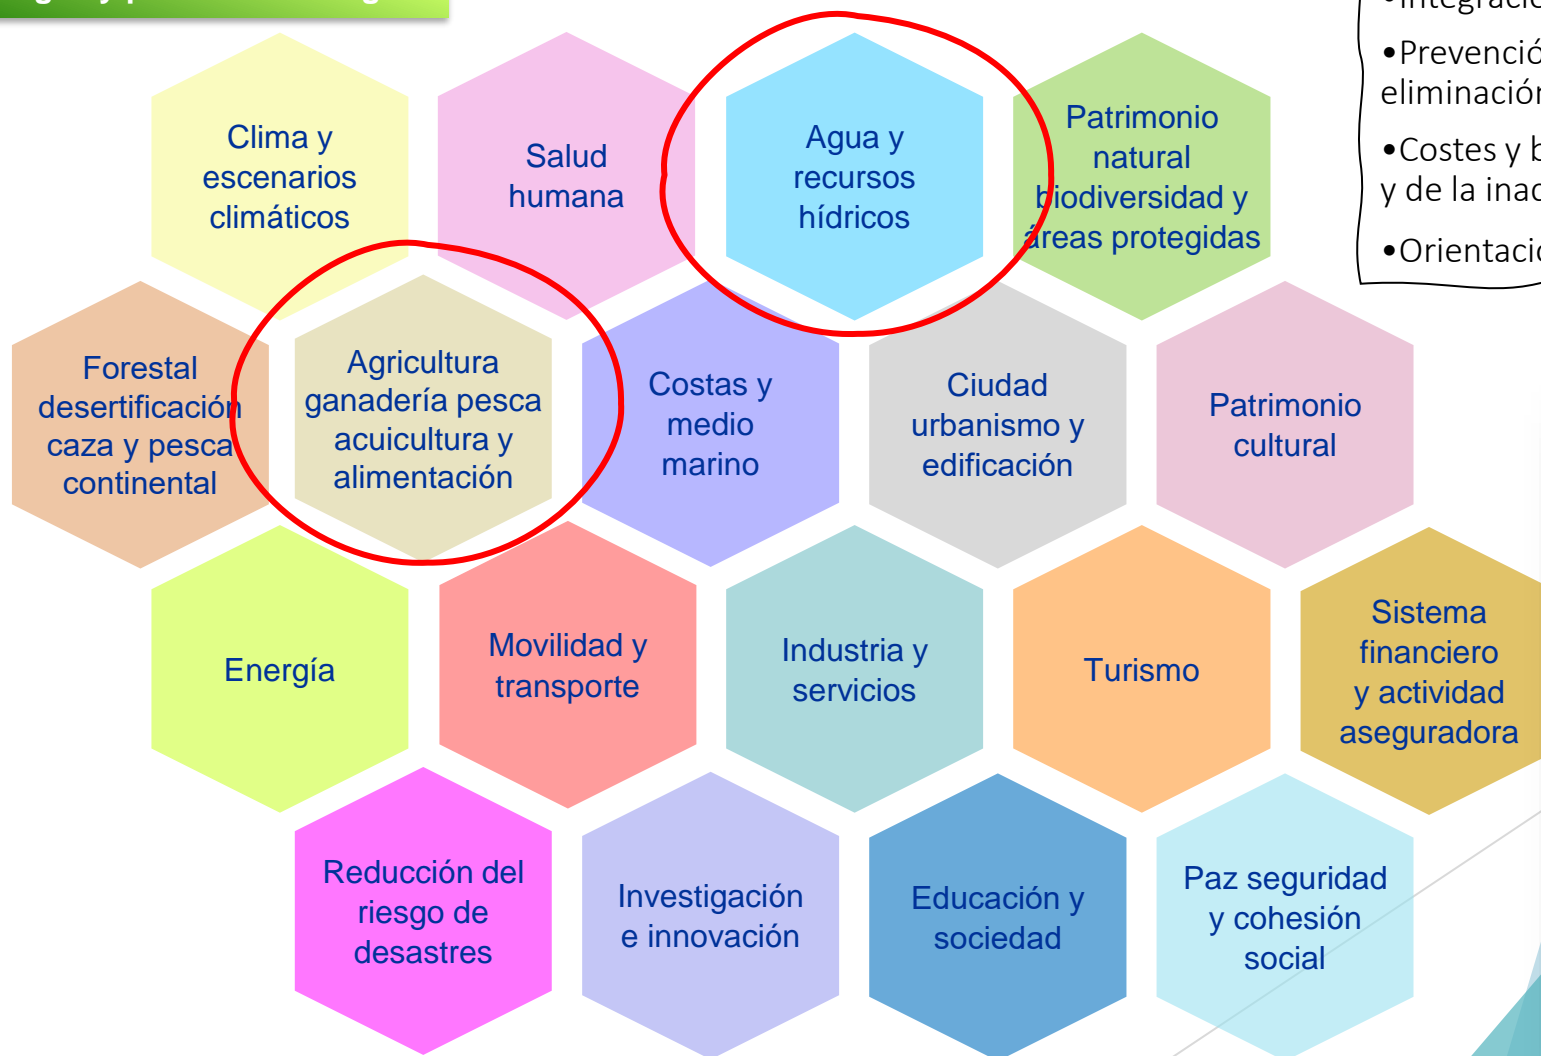 Clima y
escenarios
climáticos
Salud
humana
Agua y
recursos
hídricos
Patrimonio
natural
biodiversidad y
áreas protegidas
Forestal
desertificación
caza y pesca
continental
Agricultura
ganadería pesca
acuicultura y
alimentación
Costas y
medio
marino
Ciudad
urbanismo y
edificación
Patrimonio
cultural
Energía
Movilidad y
transporte
Industria y
servicios
Turismo
Sistema
financiero
y actividad
aseguradora
Reducción del
riesgo de
desastres
Investigación
e innovación
Educación y
sociedad
Paz seguridad
y cohesión
social
•Prevenció
eliminación
•Costes y b
y de la inac
•Orientacio